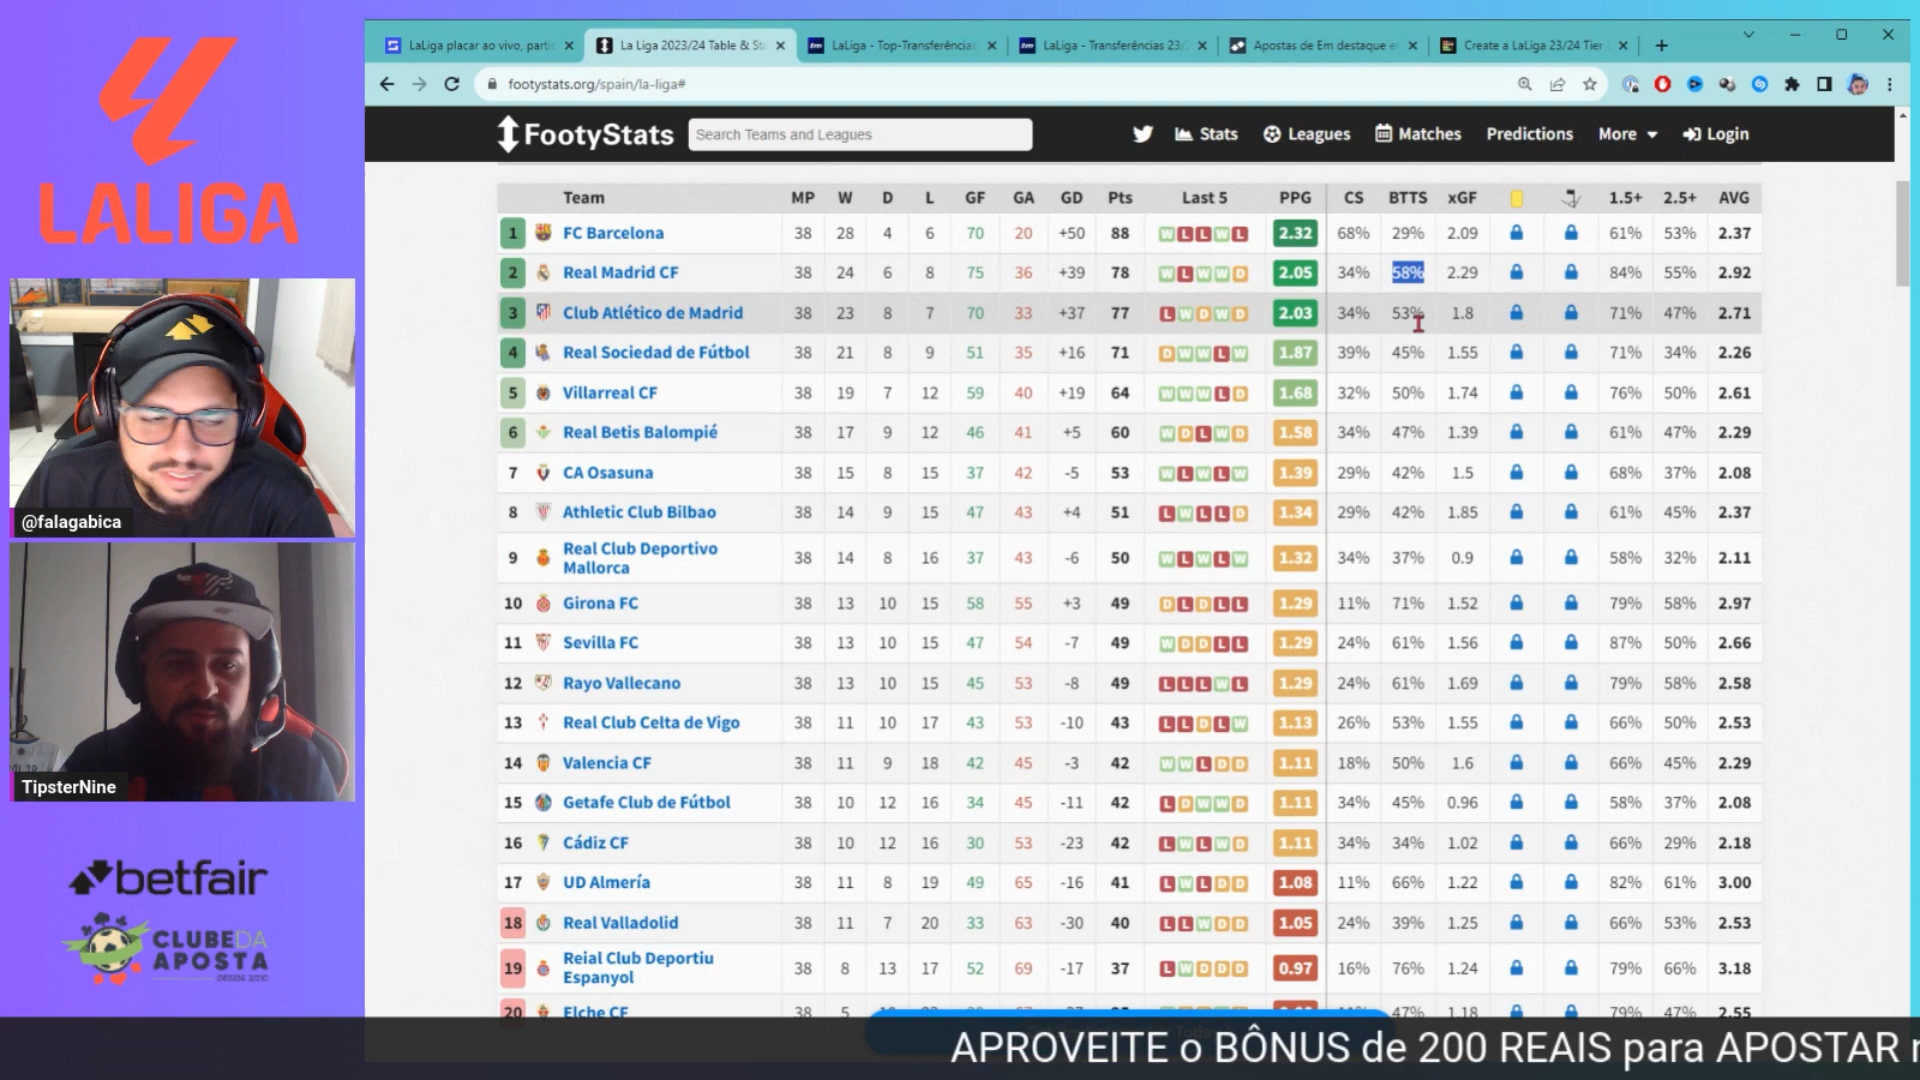 LALIGA
@falagabica
TipsterNine
betfair
CLUBE DA
APOSTA
DESDE 2010
LaLiga placar ao vivo, parti
La Liga 2023/24 Table & Sta
LaLiga - Top-Transferências
LaLiga - Transferências 23/2
Apostas de Em destaque e
Create a LaLiga 23/24 Tier
footystats.org/spain/la-liga#
FootyStats Search Teams and Leagues Stats Leagues Matches Predictions More Login
Team MP W D L GF GA GD Pts Last 5 PPG CS BTTS xGF 1.5+ 2.5+ AVG
1 FC Barcelona 38 28 4 6 70 20 +50 88 W L L W L 2.32 68% 29% 2.09 61% 53% 2.37
2 Real Madrid CF 38 24 6 8 75 36 +39 78 W L W W D 2.05 34% 58% 2.29 84% 55% 2.92
3 Club Atlético de Madrid 38 23 8 7 70 33 +37 77 L W D W D 2.03 34% 53% 1.8 71% 47% 2.71
4 Real Sociedad de Fútbol 38 21 8 9 51 35 +16 71 D W W L W 1.87 39% 45% 1.55 71% 34% 2.26
5 Villarreal CF 38 19 7 12 59 40 +19 64 W W W L D 1.68 32% 50% 1.74 76% 50% 2.61
6 Real Betis Balompié 38 17 9 12 46 41 +5 60 W D L W D 1.58 34% 47% 1.39 61% 47% 2.29
7 CA Osasuna 38 15 8 15 37 42 -5 53 W L W L W 1.39 29% 42% 1.5 68% 37% 2.08
8 Athletic Club Bilbao 38 14 9 15 47 43 +4 51 L W L L D 1.34 29% 42% 1.85 61% 45% 2.37
9 Real Club Deportivo Mallorca 38 14 8 16 37 43 -6 50 W L W L W 1.32 34% 37% 0.9 58% 32% 2.11
10 Girona FC 38 13 10 15 58 55 +3 49 D L D L L 1.29 11% 71% 1.52 79% 58% 2.97
11 Sevilla FC 38 13 10 15 47 54 -7 49 W D D L L 1.29 24% 61% 1.56 87% 50% 2.66
12 Rayo Vallecano 38 13 10 15 45 53 -8 49 L L L W L 1.29 24% 61% 1.69 79% 58% 2.58
13 Real Club Celta de Vigo 38 11 10 17 43 53 -10 43 L L D L W 1.13 26% 53% 1.55 66% 50% 2.53
14 Valencia CF 38 11 9 18 42 45 -3 42 W W L D D 1.11 18% 50% 1.6 66% 45% 2.29
15 Getafe Club de Fútbol 38 10 12 16 34 45 -11 42 L D W W D 1.11 34% 45% 0.96 58% 37% 2.08
16 Cádiz CF 38 10 12 16 30 53 -23 42 L W L W D 1.11 34% 34% 1.02 66% 29% 2.18
17 UD Almería 38 11 8 19 49 65 -16 41 L W L D D 1.08 11% 66% 1.22 82% 61% 3.00
18 Real Valladolid 38 11 7 20 33 63 -30 40 L L W D D 1.05 24% 39% 1.25 66% 53% 2.53
19 Reial Club Deportiu Espanyol 38 8 13 17 52 69 -17 37 L W D D D 0.97 16% 76% 1.24 79% 66% 3.18
20 Elche CF 38 5 47% 1.18 79% 47% 2.55
APROVEITE o BÔNUS de 200 REAIS para APOSTAR